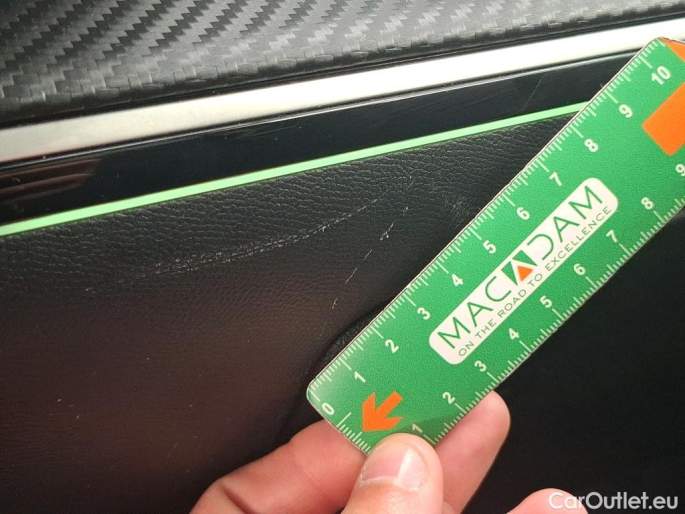 0 1 2 3 4 5 6 7 8 9 10
MACADAM
ON THE ROAD TO EXCELLENCE
1 2 3 4 5 6 7 8 9
CarOutlet.eu